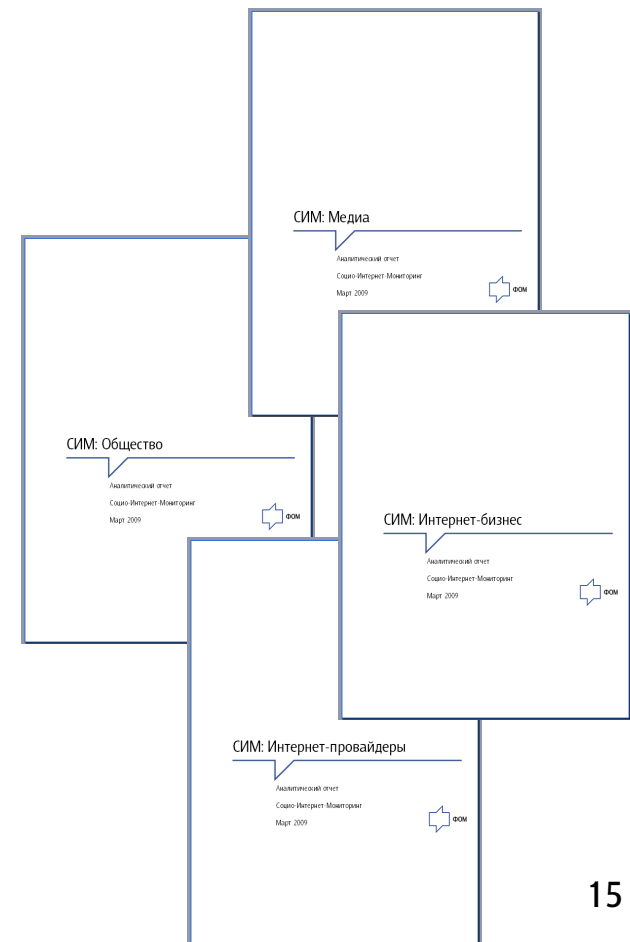 СИМ: Медиа
Аналитический отчет
Социо-Интернет-Мониторинг
Март 2009
ФОМ
СИМ: Общество
Аналитический отчет
Социо-Интернет-Мониторинг
Март 2009
ФОМ
СИМ: Интернет-бизнес
Аналитический отчет
Социо-Интернет-Мониторинг
Март 2009
ФОМ
СИМ: Интернет-провайдеры
Аналитический отчет
Социо-Интернет-Мониторинг
Март 2009
ФОМ
15